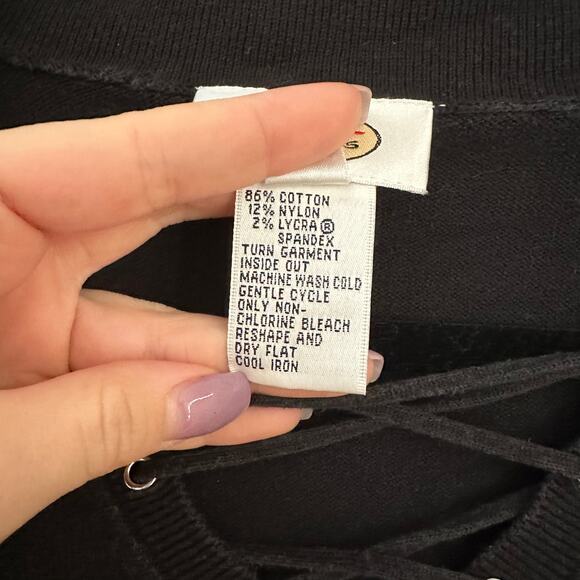 S
86% COTTON
12% NYLON
2% LYCRA®
SPANDEX
TURN GARMENT
INSIDE OUT
MACHINE WASH COLD
GENTLE CYCLE
ONLY NON-
CHLORINE BLEACH
RESHAPE AND
DRY FLAT
COOL IRON